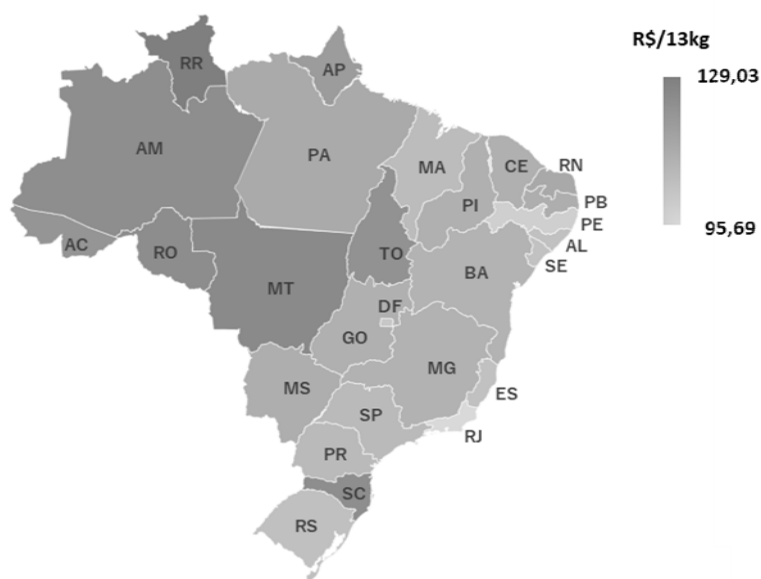 R$/13kg
129,03
95,69
RR
AP
AM
PA
MA
CE
RN
PI
PB
PE
AL
SE
AC
RO
TO
BA
MT
DF
GO
MG
MS
ES
SP
RJ
PR
SC
RS